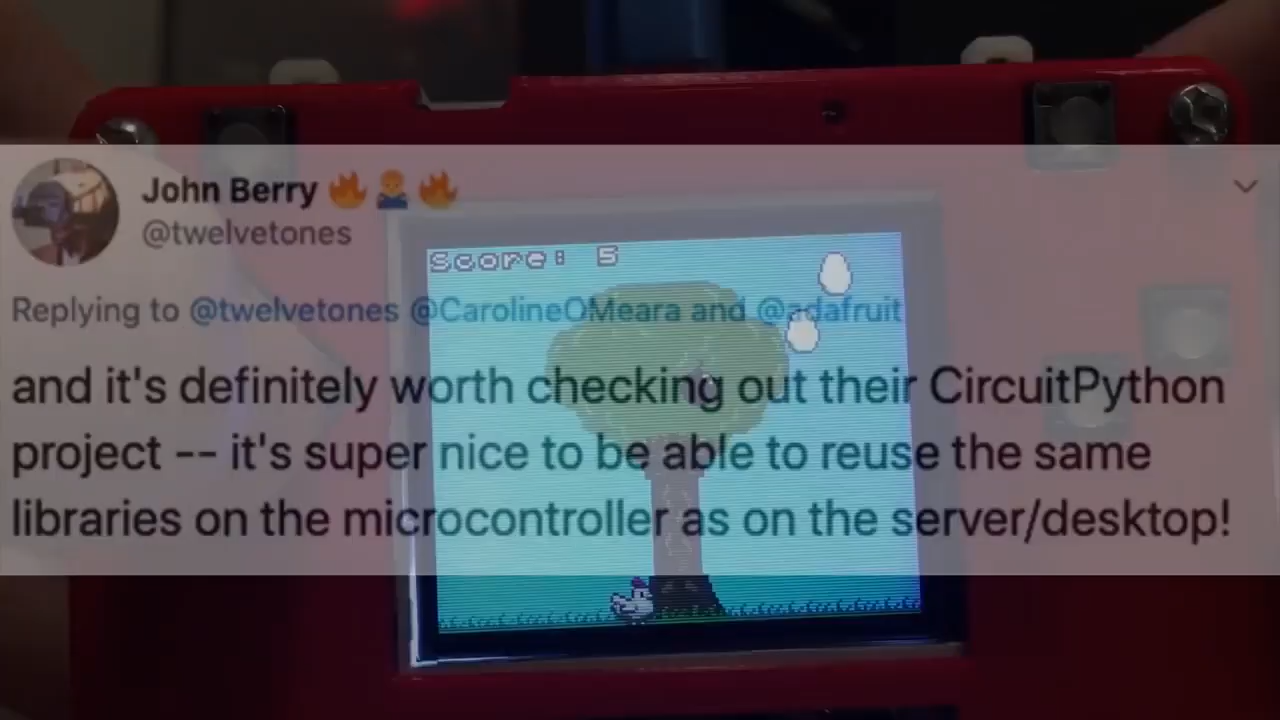 John Berry 🔥🙅‍♂️🔥
@twelvetones
Score: 5
Replying to @twelvetones @CarolineOMeara and @adafruit
and it's definitely worth checking out their CircuitPython
project -- it's super nice to be able to reuse the same
libraries on the microcontroller as on the server/desktop!